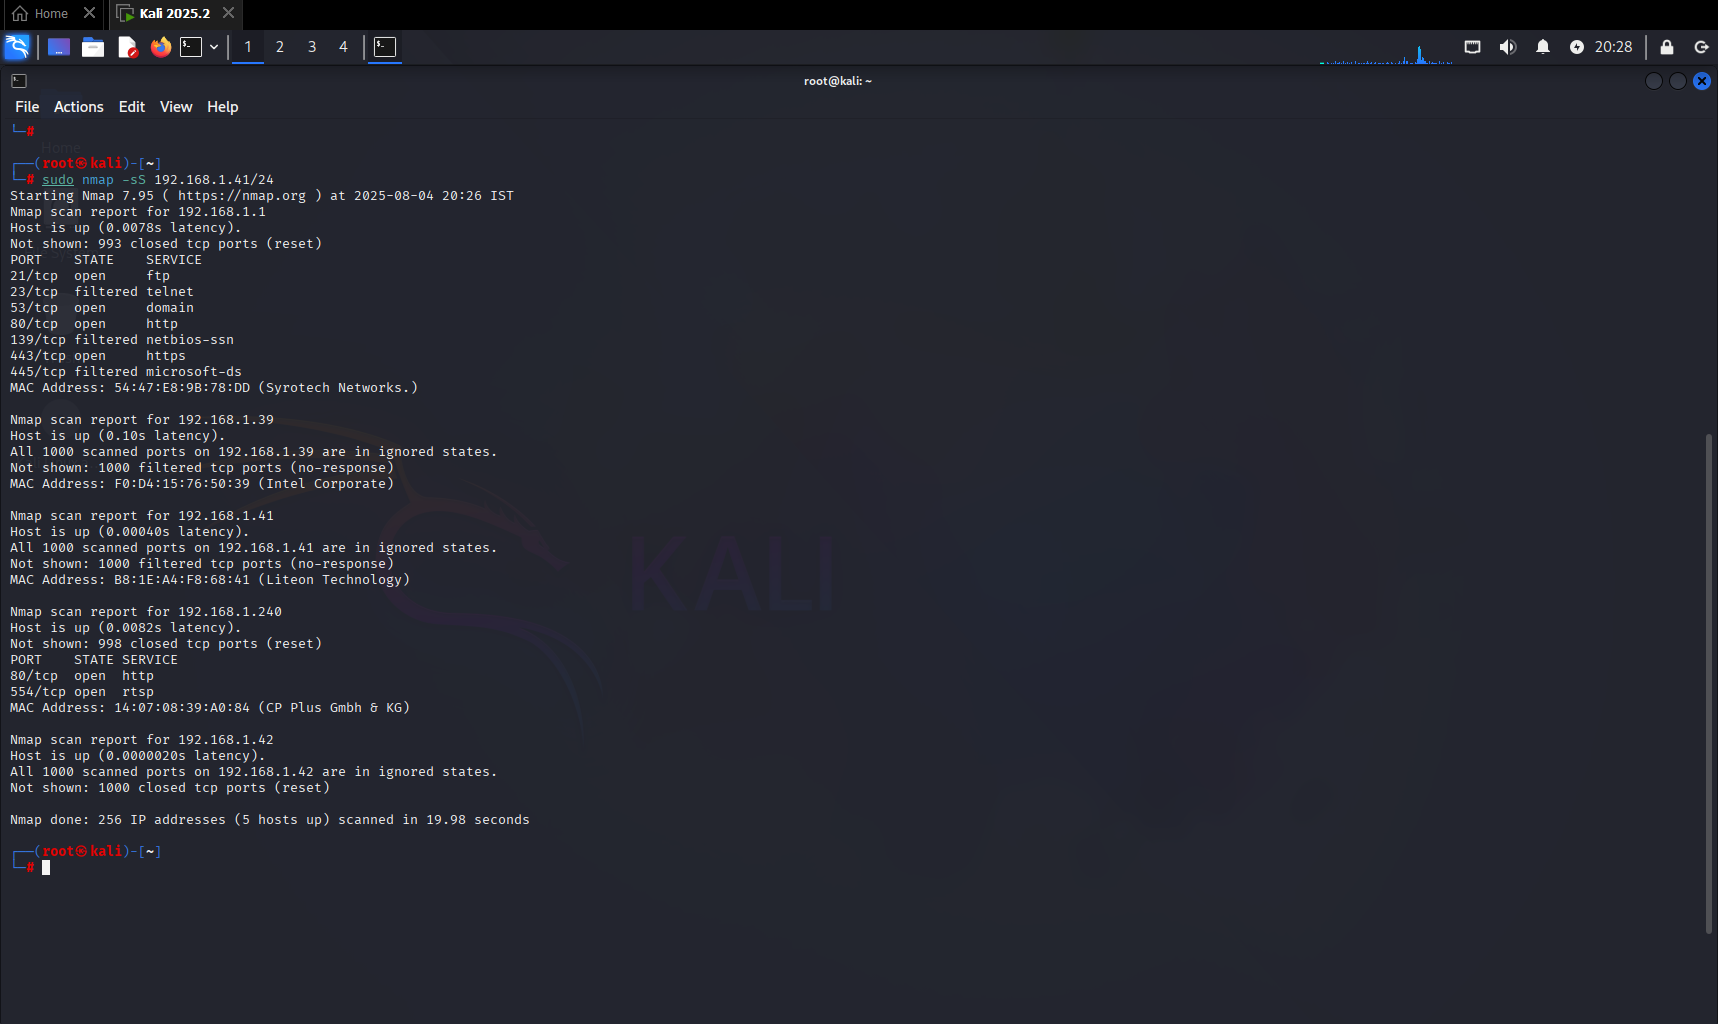 Home
Kali 2025.2
1 2 3 4
20:28
root@kali: ~
File Actions Edit View Help
└─#
Home
┌──(root㉿kali)-[~]
└─# sudo nmap -sS 192.168.1.41/24
Starting Nmap 7.95 ( https://nmap.org ) at 2025-08-04 20:26 IST
Nmap scan report for 192.168.1.1
Host is up (0.0078s latency).
Not shown: 993 closed tcp ports (reset)
PORT    STATE    SERVICE
21/tcp  open     ftp
23/tcp  filtered telnet
53/tcp  open     domain
80/tcp  open     http
139/tcp filtered netbios-ssn
443/tcp open     https
445/tcp filtered microsoft-ds
MAC Address: 54:47:E8:9B:78:DD (Syrotech Networks.)
Nmap scan report for 192.168.1.39
Host is up (0.10s latency).
All 1000 scanned ports on 192.168.1.39 are in ignored states.
Not shown: 1000 filtered tcp ports (no-response)
MAC Address: F0:D4:15:76:50:39 (Intel Corporate)
Nmap scan report for 192.168.1.41
Host is up (0.00040s latency).
All 1000 scanned ports on 192.168.1.41 are in ignored states.
Not shown: 1000 filtered tcp ports (no-response)
MAC Address: B8:1E:A4:F8:68:41 (Liteon Technology)
KALI
Nmap scan report for 192.168.1.240
Host is up (0.0082s latency).
Not shown: 998 closed tcp ports (reset)
PORT    STATE SERVICE
80/tcp  open  http
554/tcp open  rtsp
MAC Address: 14:07:08:39:A0:84 (CP Plus Gmbh & KG)
Nmap scan report for 192.168.1.42
Host is up (0.0000020s latency).
All 1000 scanned ports on 192.168.1.42 are in ignored states.
Not shown: 1000 closed tcp ports (reset)
Nmap done: 256 IP addresses (5 hosts up) scanned in 19.98 seconds
┌──(root㉿kali)-[~]
└─#